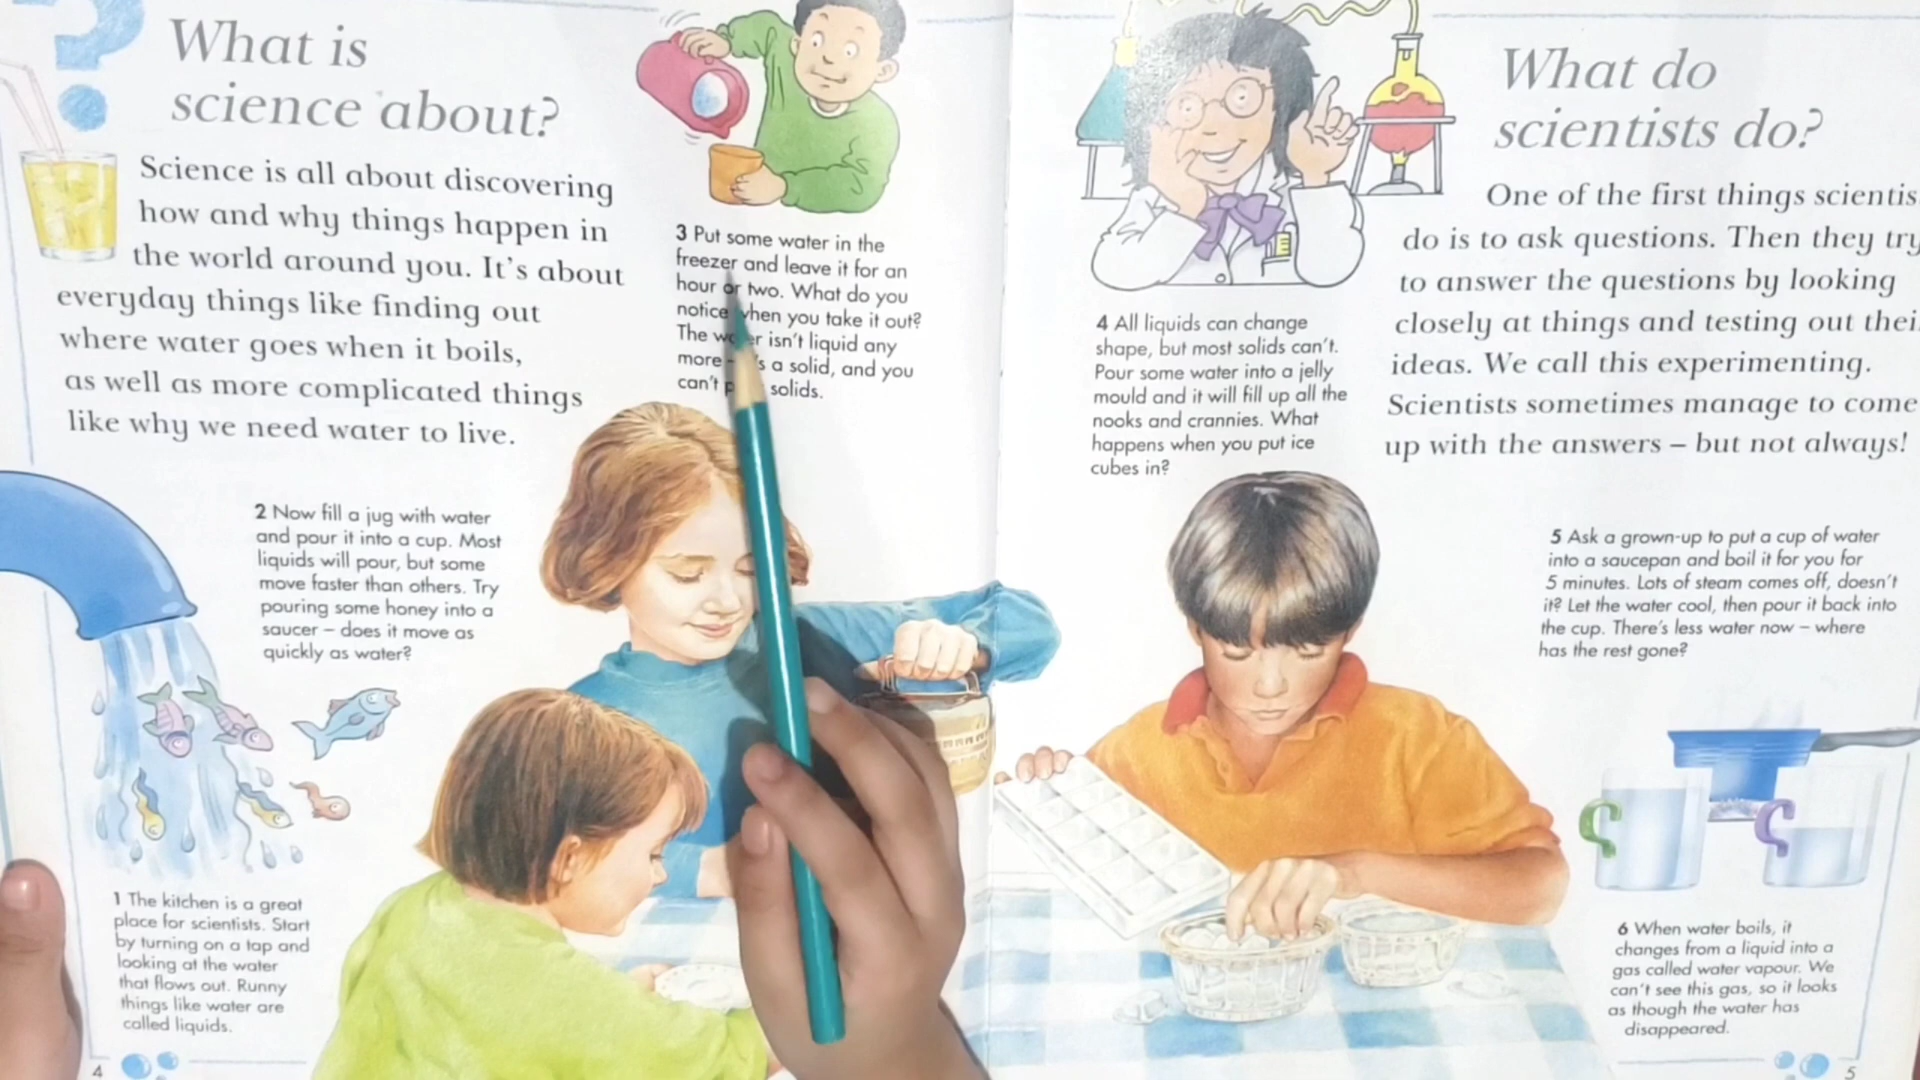 What is
science about?
Science is all about discovering
how and why things happen in
the world around you. It's about
everyday things like finding out
where water goes when it boils,
as well as more complicated things
like why we need water to live.
1 The kitchen is a great
place for scientists. Start
by turning on a tap and
looking at the water
that flows out. Runny
things like water are
called liquids.
2 Now fill a jug with water
and pour it into a cup. Most
liquids will pour, but some
move faster than others. Try
pouring some honey into a
saucer – does it move as
quickly as water?
3 Put some water in the
freezer and leave it for an
hour or two. What do you
notice when you take it out?
The isn't liquid any
more – a solid, and you
can't solids.
4
What do
scientists do?
One of the first things scientis
do is to ask questions. Then they try
to answer the questions by looking
closely at things and testing out thei
ideas. We call this experimenting.
Scientists sometimes manage to come
up with the answers – but not always!
4 All liquids can change
shape, but most solids can't.
Pour some water into a jelly
mould and it will fill up all the
nooks and crannies. What
happens when you put ice
cubes in?
5 Ask a grown-up to put a cup of water
into a saucepan and boil it for you for
5 minutes. Lots of steam comes off, doesn't
it? Let the water cool, then pour it back into
the cup. There's less water now – where
has the rest gone?
6 When water boils, it
changes from a liquid into a
gas called water vapour. We
can't see this gas, so it looks
as though the water has
disappeared.
5